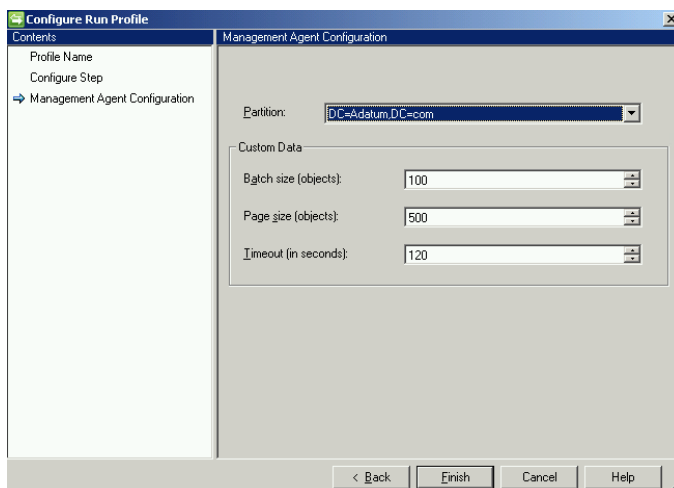 Configure Run Profile
Contents
Profile Name
Configure Step
Management Agent Configuration
Management Agent Configuration
Partition:
DC=Adatum,DC=com
Custom Data
Batch size (objects):
100
Page size (objects):
500
Timeout (in seconds):
120
< Back
Finish
Cancel
Help